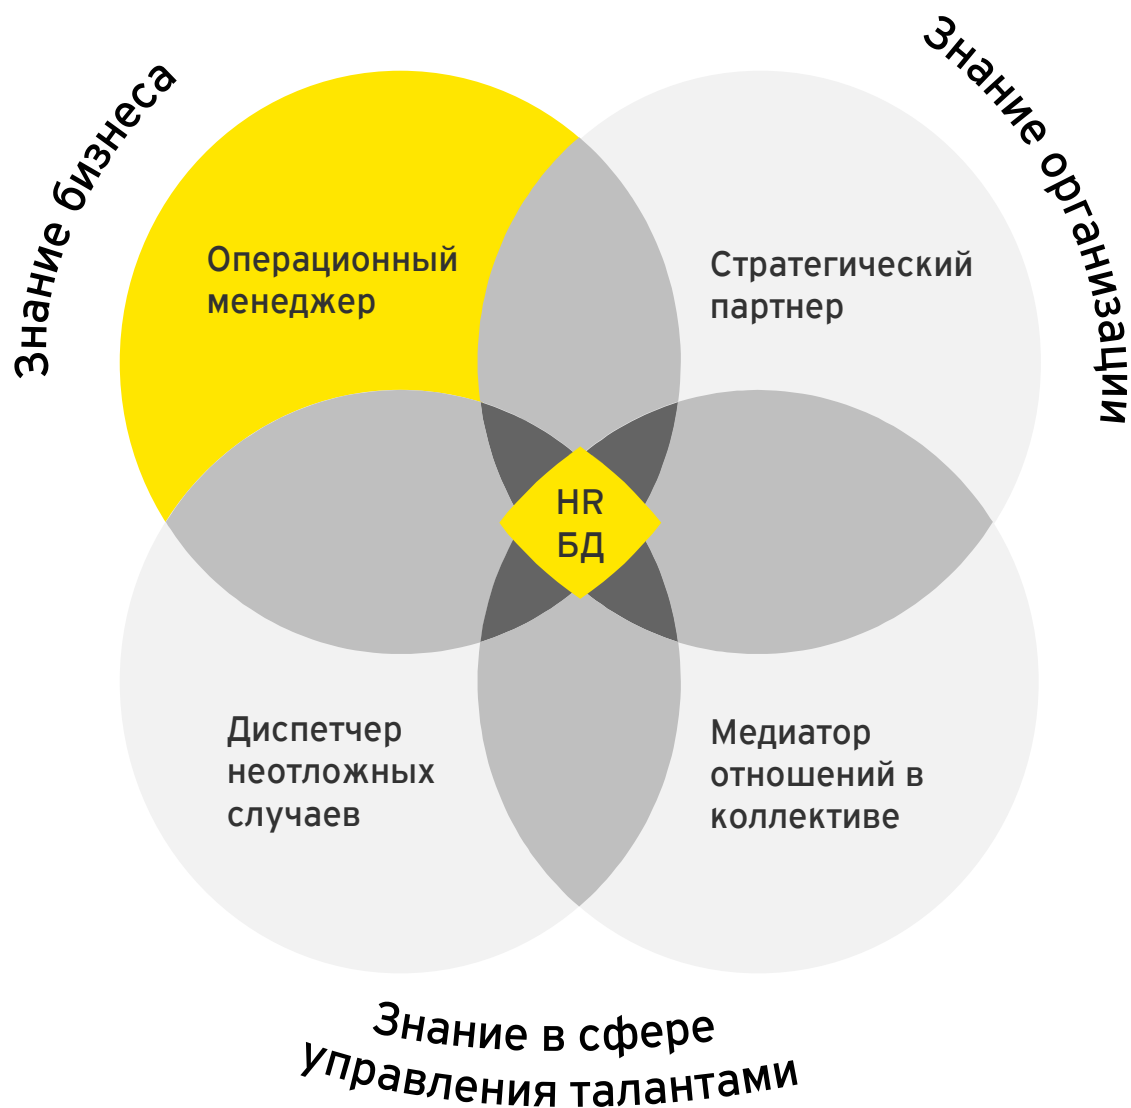 Знание бизнеса
Знание организации
Операционный
менеджер
Стратегический
партнер
HR
БД
Диспетчер
неотложных
случаев
Медиатор
отношений в
коллективе
Знание в сфере
управления талантами